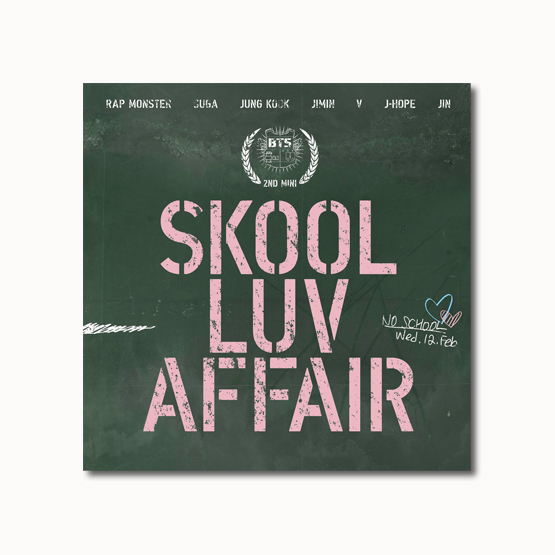 RAP MONSTER SUGA JUNG KOOK JIMIN V J-HOPE JIN
BTS
2ND MINI
SKOOL
LUV
AFFAIR
NO SCHOOL
Wed, 12, Feb